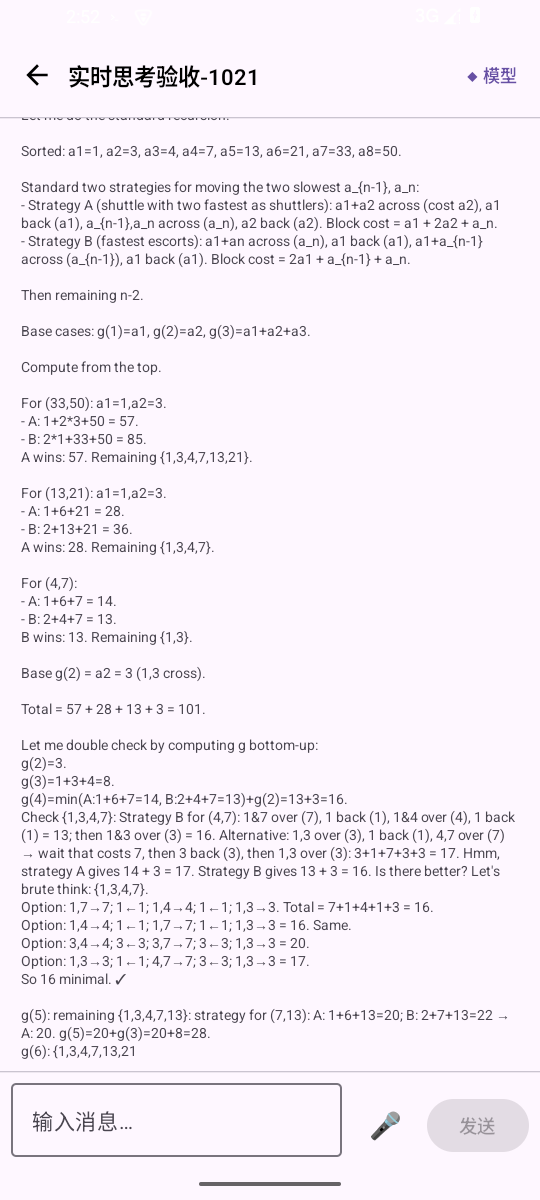 2:52
3G
实时思考验收-1021
模型
Let me do the standard recursion.
Sorted: a1=1, a2=3, a3=4, a4=7, a5=13, a6=21, a7=33, a8=50.
Standard two strategies for moving the two slowest a_{n-1}, a_n:
- Strategy A (shuttle with two fastest as shuttlers): a1+a2 across (cost a2), a1
back (a1), a_{n-1},a_n across (a_n), a2 back (a2). Block cost = a1 + 2a2 + a_n.
- Strategy B (fastest escorts): a1+an across (a_n), a1 back (a1), a1+a_{n-1}
across (a_{n-1}), a1 back (a1). Block cost = 2a1 + a_{n-1} + a_n.
Then remaining n-2.
Base cases: g(1)=a1, g(2)=a2, g(3)=a1+a2+a3.
Compute from the top.
For (33,50): a1=1,a2=3.
- A: 1+2*3+50 = 57.
- B: 2*1+33+50 = 85.
A wins: 57. Remaining {1,3,4,7,13,21}.
For (13,21): a1=1,a2=3.
- A: 1+6+21 = 28.
- B: 2+13+21 = 36.
A wins: 28. Remaining {1,3,4,7}.
For (4,7):
- A: 1+6+7 = 14.
- B: 2+4+7 = 13.
B wins: 13. Remaining {1,3}.
Base g(2) = a2 = 3 (1,3 cross).
Total = 57 + 28 + 13 + 3 = 101.
Let me double check by computing g bottom-up:
g(2)=3.
g(3)=1+3+4=8.
g(4)=min(A:1+6+7=14, B:2+4+7=13)+g(2)=13+3=16.
Check {1,3,4,7}: Strategy B for (4,7): 1&7 over (7), 1 back (1), 1&4 over (4), 1 back
(1) = 13; then 1&3 over (3) = 16. Alternative: 1,3 over (3), 1 back (1), 4,7 over (7)
→ wait that costs 7, then 3 back (3), then 1,3 over (3): 3+1+7+3+3 = 17. Hmm,
strategy A gives 14 + 3 = 17. Strategy B gives 13 + 3 = 16. Is there better? Let's
brute think: {1,3,4,7}.
Option: 1,7→7; 1←1; 1,4→4; 1←1; 1,3→3. Total = 7+1+4+1+3 = 16.
Option: 1,4→4; 1←1; 1,7→7; 1←1; 1,3→3 = 16. Same.
Option: 3,4→4; 3←3; 3,7→7; 3←3; 1,3→3 = 20.
Option: 1,3→3; 1←1; 4,7→7; 3←3; 1,3→3 = 17.
So 16 minimal. ✓
g(5): remaining {1,3,4,7,13}: strategy for (7,13): A: 1+6+13=20; B: 2+7+13=22 →
A: 20. g(5)=20+g(3)=20+8=28.
g(6): {1,3,4,7,13,21
输入消息...
发送